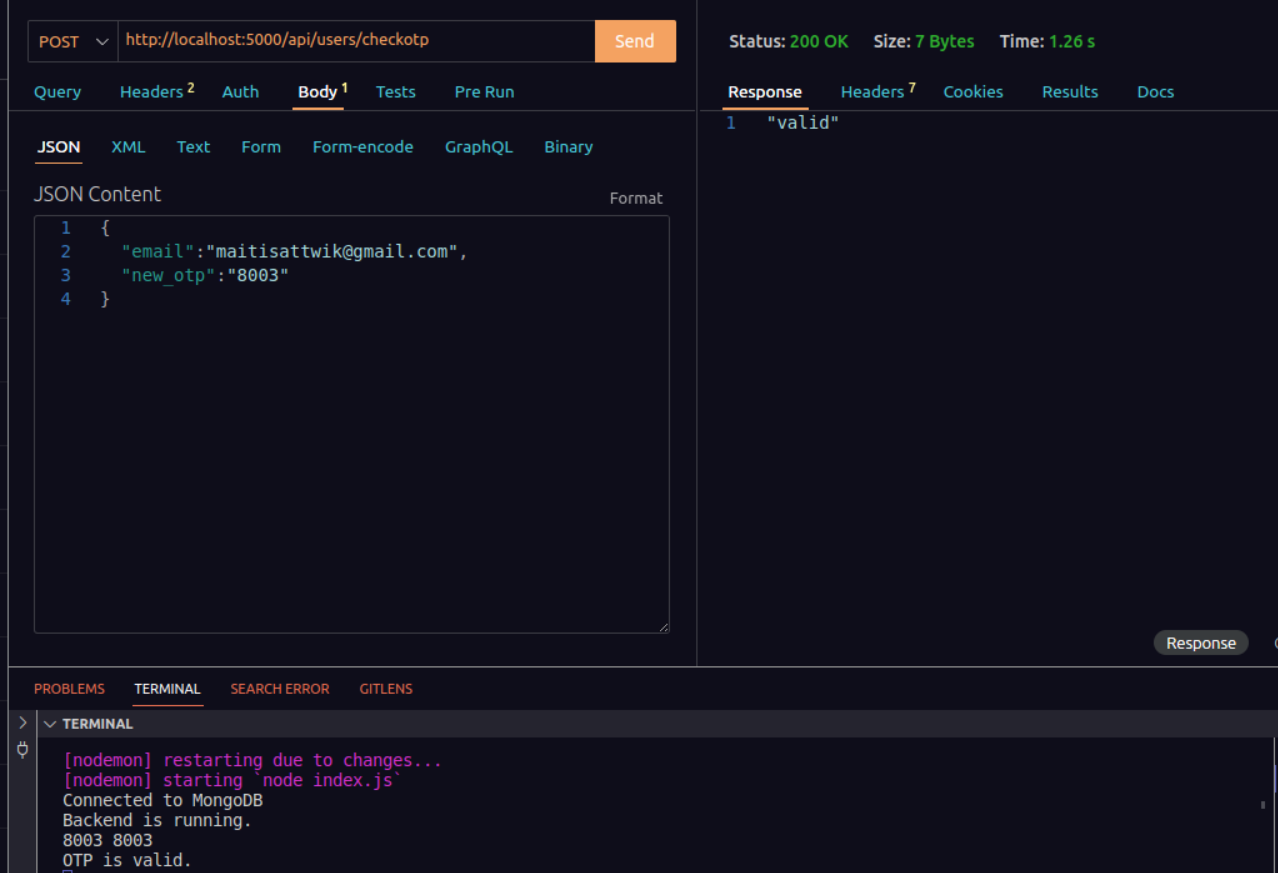 POST http://localhost:5000/api/users/checkotp Send
Query Headers 2 Auth Body 1 Tests Pre Run
JSON XML Text Form Form-encode GraphQL Binary
JSON Content
Format
1 {
2 "email":"maitisattwik@gmail.com",
3 "new_otp":"8003"
4 }
Status: 200 OK Size: 7 Bytes Time: 1.26 s
Response Headers 7 Cookies Results Docs
1 "valid"
Response
PROBLEMS TERMINAL SEARCH ERROR GITLENS
TERMINAL
[nodemon] restarting due to changes...
[nodemon] starting `node index.js`
Connected to MongoDB
Backend is running.
8003 8003
OTP is valid.